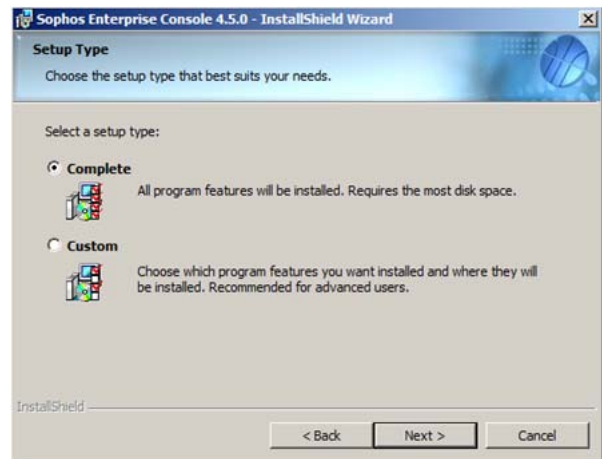 Sophos Enterprise Console 4.5.0 - InstallShield Wizard
Setup Type
Choose the setup type that best suits your needs.
Select a setup type:
Complete
All program features will be installed. Requires the most disk space.
Custom
Choose which program features you want installed and where they will
be installed. Recommended for advanced users.
InstallShield
< Back
Next >
Cancel